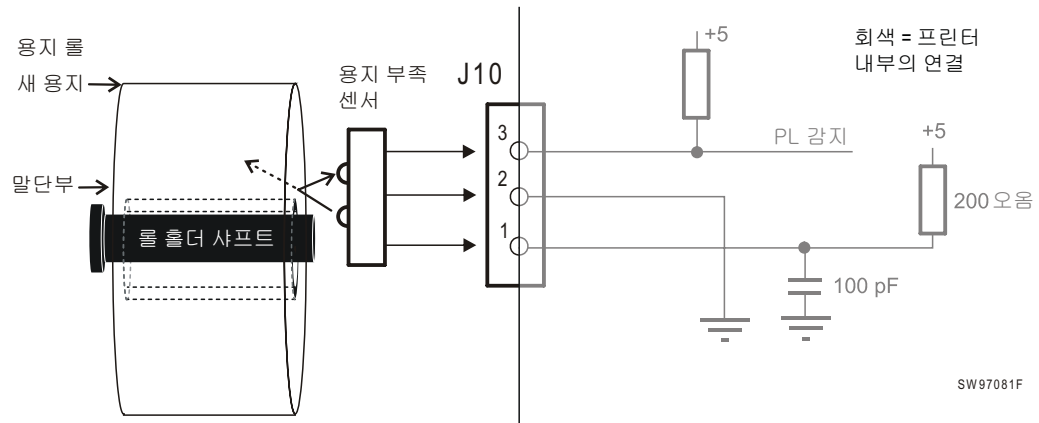 용지 롤
새 용지
말단부
롤 홀더 샤프트
용지 부족
센서
J10
3
2
1
+5
PL 감지
회색 = 프린터
내부의 연결
+5
200 오옴
100 pF
SW97081F